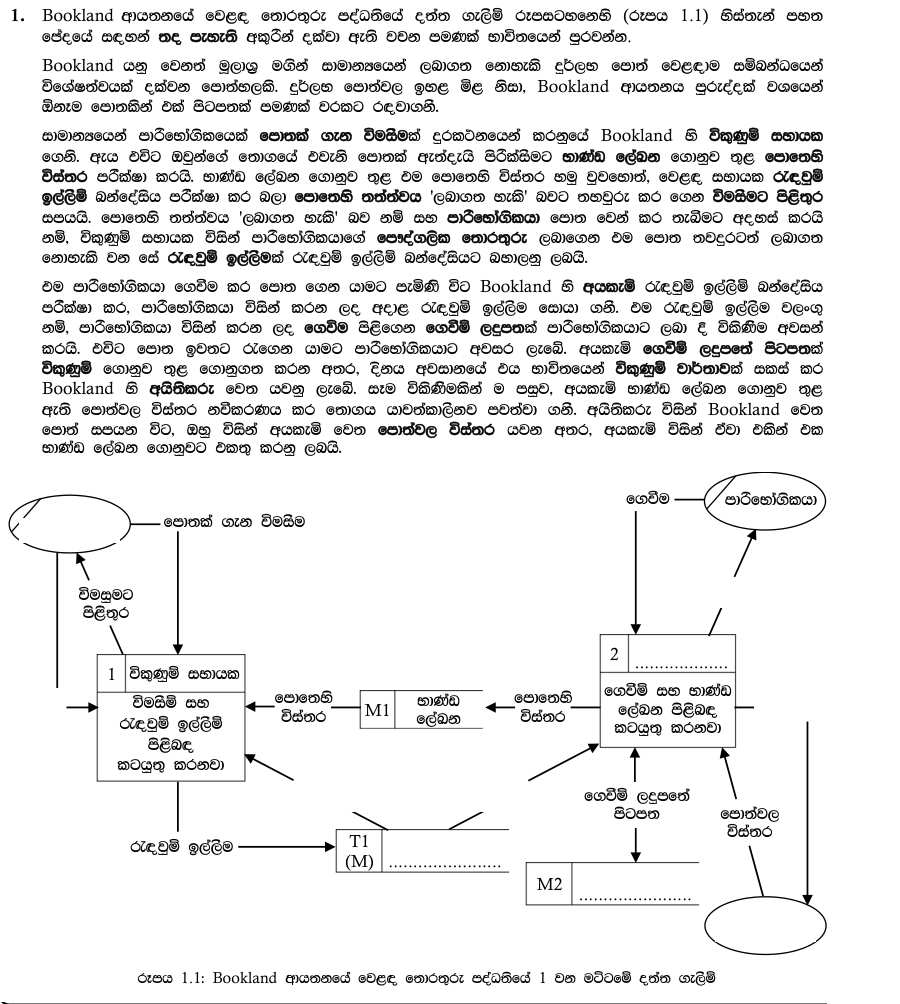 1. Bookland ආයතනයේ වෙළඳ තොරතුරු පද්ධතියේ දත්ත ගැලීම් රූපසටහනෙහි (රූපය 1.1) හිස්තැන් පහත
ඡේදයේ සඳහන් තද පැහැති අකුරින් දක්වා ඇති වචන පමණක් භාවිතයෙන් පුරවන්න.
Bookland යනු වෙනත් මූලාශ්‍ර මගින් සාමාන්‍යයෙන් ලබාගත නොහැකි දුර්ලභ පොත් වෙළඳාම සම්බන්ධයෙන්
විශේෂත්වයක් දක්වන පොත්හලකි. දුර්ලභ පොත්වල ඉහළ මිළ නිසා, Bookland ආයතනය පුරුද්දක් වශයෙන්
ඕනෑම පොතකින් එක් පිටපතක් පමණක් වරකට රඳවාගනී.
සාමාන්‍යයෙන් පාරිභෝගිකයෙක් පොතක් ගැන විමසීමක් දුරකථනයෙන් කරනුයේ Bookland හි විකුණුම් සහායක
ගෙනි. ඇය එවිට ඔවුන්ගේ තොගයේ එවැනි පොතක් ඇත්දැයි පිරික්සිමට භාණ්ඩ ලේඛන ගොනුව තුළ පොතෙහි
විස්තර පරීක්ෂා කරයි. භාණ්ඩ ලේඛන ගොනුව තුළ එම පොතෙහි විස්තර හමු වුවහොත්, වෙළඳ සහායක රැඳවුම්
ඉල්ලීම් බන්දේසිය පරීක්ෂා කර බලා පොතෙහි තත්ත්වය 'ලබාගත හැකි' බවට තහවුරු කර ගෙන විමසීමට පිළිතුර
සපයයි. පොතෙහි තත්ත්වය 'ලබාගත හැකි' බව නම් සහ පාරිභෝගිකයා පොත වෙන් කර තැබීමට අදහස් කරයි
නම්, විකුණුම් සහායක විසින් පාරිභෝගිකයාගේ පෞද්ගලික තොරතුරු ලබාගෙන එම පොත තවදුරටත් ලබාගත
නොහැකි වන සේ රැඳවුම් ඉල්ලීමක් රැඳවුම් ඉල්ලීම් බන්දේසියට බහාලනු ලබයි.
එම පාරිභෝගිකයා ගෙවීම කර පොත ගෙන යාමට පැමිණි විට Bookland හි අයකැමි රැඳවුම් ඉල්ලීම් බන්දේසිය
පරීක්ෂා කර, පාරිභෝගිකයා විසින් කරන ලද අදාළ රැඳවුම් ඉල්ලීම සොයා ගනී. එම රැඳවුම් ඉල්ලීම වලංගු
නම්, පාරිභෝගිකයා විසින් කරන ලද ගෙවීම පිළිගෙන ගෙවීම් ලදුපතක් පාරිභෝගිකයාට ලබා දී විකිණීම අවසන්
කරයි. එවිට පොත ඉවතට රැගෙන යාමට පාරිභෝගිකයාට අවසර ලැබේ. අයකැමි ගෙවීම් ලදුපතේ පිටපතක්
විකුණුම් ගොනුව තුළ ගොනුගත කරන අතර, දිනය අවසානයේ එය භාවිතයෙන් විකුණුම් වාර්තාවක් සකස් කර
Bookland හි අයිතිකරු වෙත යවනු ලැබේ. සෑම විකිණීමකින් ම පසුව, අයකැමි භාණ්ඩ ලේඛන ගොනුව තුළ
ඇති පොත්වල විස්තර නවීකරණය කර තොගය යාවත්කාලීනව පවත්වා ගනී. අයිතිකරු විසින් Bookland වෙත
පොත් සපයන විට, ඔහු විසින් අයකැමි වෙත පොත්වල විස්තර යවන අතර, අයකැමි විසින් ඒවා එකින් එක
භාණ්ඩ ලේඛන ගොනුවට එකතු කරනු ලබයි.
ගෙවීම
පාරිභෝගිකයා
පොතක් ගැන විමසීම
විමසුමට
පිළිතුර
1 විකුණුම් සහායක
විමසීම් සහ
රැඳවුම් ඉල්ලීම්
පිළිබඳ
කටයුතු කරනවා
පොතෙහි
විස්තර
M1 භාණ්ඩ
ලේඛන
පොතෙහි
විස්තර
2 ....................
ගෙවීම් සහ භාණ්ඩ
ලේඛන පිළිබඳ
කටයුතු කරනවා
ගෙවීම් ලදුපතේ
පිටපත
පොත්වල
විස්තර
රැඳවුම් ඉල්ලීම
T1
(M) ........................
M2 ........................
රූපය 1.1: Bookland ආයතනයේ වෙළඳ තොරතුරු පද්ධතියේ 1 වන මට්ටමේ දත්ත ගැලීම්